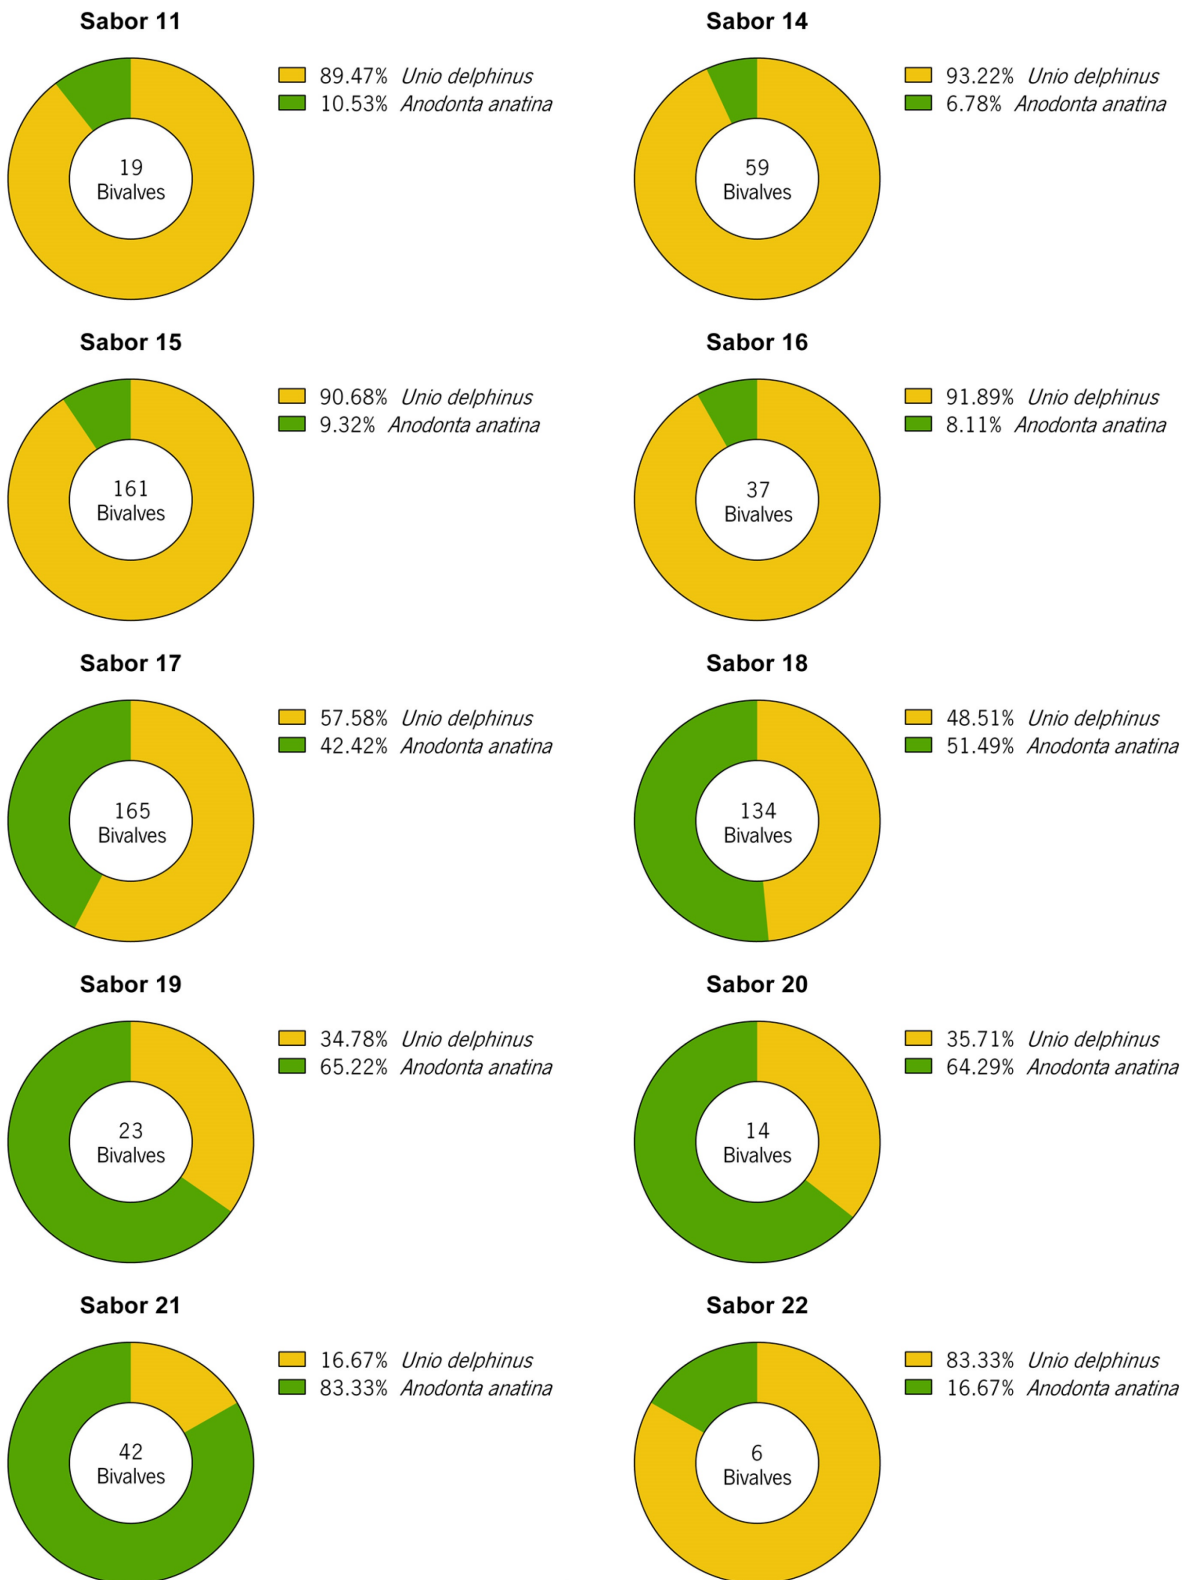 Sabor 11
89.47% Unio delphinus
10.53% Anodonta anatina
19
Bivalves
Sabor 14
93.22% Unio delphinus
6.78% Anodonta anatina
59
Bivalves
Sabor 15
90.68% Unio delphinus
9.32% Anodonta anatina
161
Bivalves
Sabor 16
91.89% Unio delphinus
8.11% Anodonta anatina
37
Bivalves
Sabor 17
57.58% Unio delphinus
42.42% Anodonta anatina
165
Bivalves
Sabor 18
48.51% Unio delphinus
51.49% Anodonta anatina
134
Bivalves
Sabor 19
34.78% Unio delphinus
65.22% Anodonta anatina
23
Bivalves
Sabor 20
35.71% Unio delphinus
64.29% Anodonta anatina
14
Bivalves
Sabor 21
16.67% Unio delphinus
83.33% Anodonta anatina
42
Bivalves
Sabor 22
83.33% Unio delphinus
16.67% Anodonta anatina
6
Bivalves